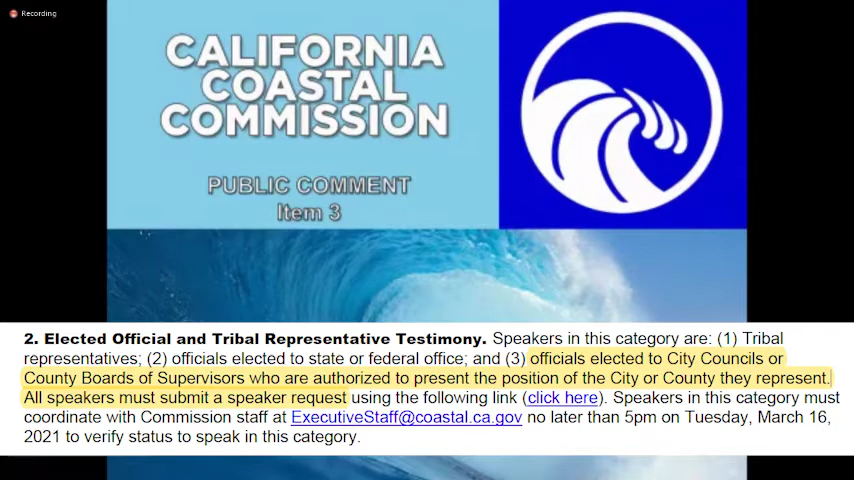 Recording
CALIFORNIA
COASTAL
COMMISSION
PUBLIC COMMENT
Item 3
2. Elected Official and Tribal Representative Testimony. Speakers in this category are: (1) Tribal
representatives; (2) officials elected to state or federal office; and (3) officials elected to City Councils or
County Boards of Supervisors who are authorized to present the position of the City or County they represent.
All speakers must submit a speaker request using the following link (click here). Speakers in this category must
coordinate with Commission staff at ExecutiveStaff@coastal.ca.gov no later than 5pm on Tuesday, March 16,
2021 to verify status to speak in this category.